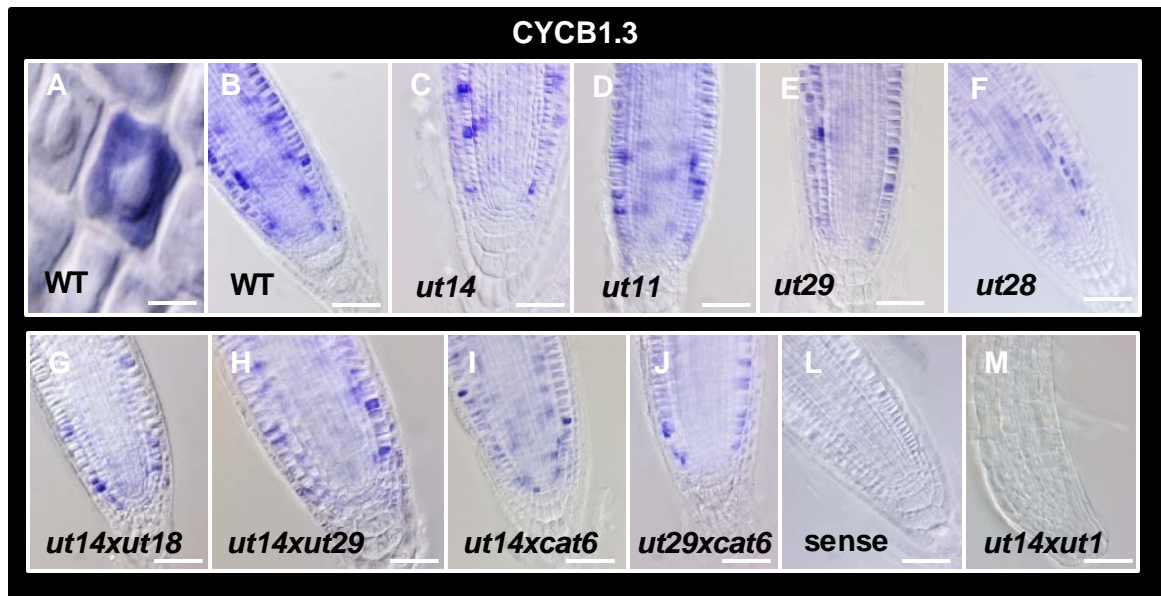 CYCB1.3
A B C D E F
WT WT ut14 ut11 ut29 ut28
G H I J L M
ut14xut18 ut14xut29 ut14xcat6 ut29xcat6 sense ut14xut1